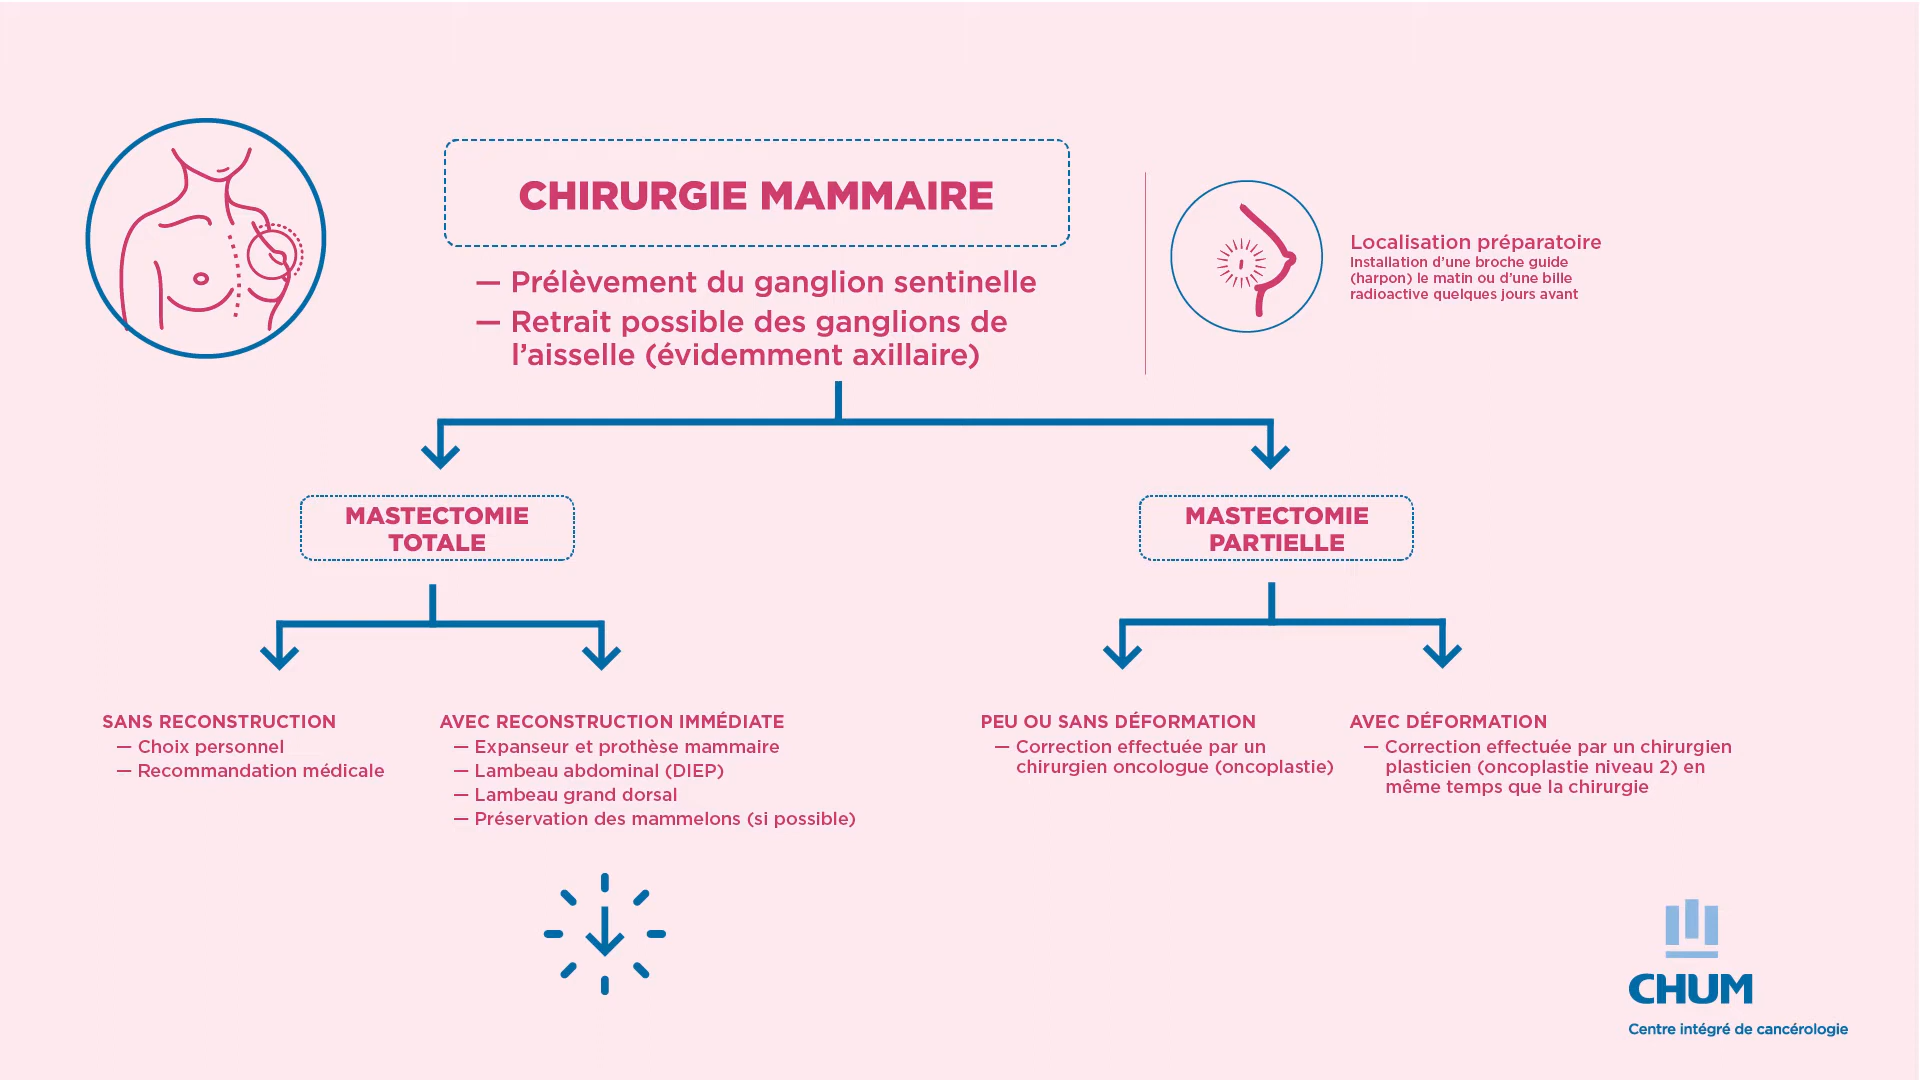 CHIRURGIE MAMMAIRE
— Prélèvement du ganglion sentinelle
— Retrait possible des ganglions de
l’aisselle (évidemment axillaire)
Localisation préparatoire
Installation d’une broche guide
(harpon) le matin ou d’une bille
radioactive quelques jours avant
MASTECTOMIE
TOTALE
MASTECTOMIE
PARTIELLE
SANS RECONSTRUCTION
— Choix personnel
— Recommandation médicale
AVEC RECONSTRUCTION IMMÉDIATE
— Expanseur et prothèse mammaire
— Lambeau abdominal (DIEP)
— Lambeau grand dorsal
— Préservation des mammelons (si possible)
PEU OU SANS DÉFORMATION
— Correction effectuée par un
chirurgien oncologue (oncoplastie)
AVEC DÉFORMATION
— Correction effectuée par un chirurgien
plasticien (oncoplastie niveau 2) en
même temps que la chirurgie
CHUM
Centre intégré de cancérologie